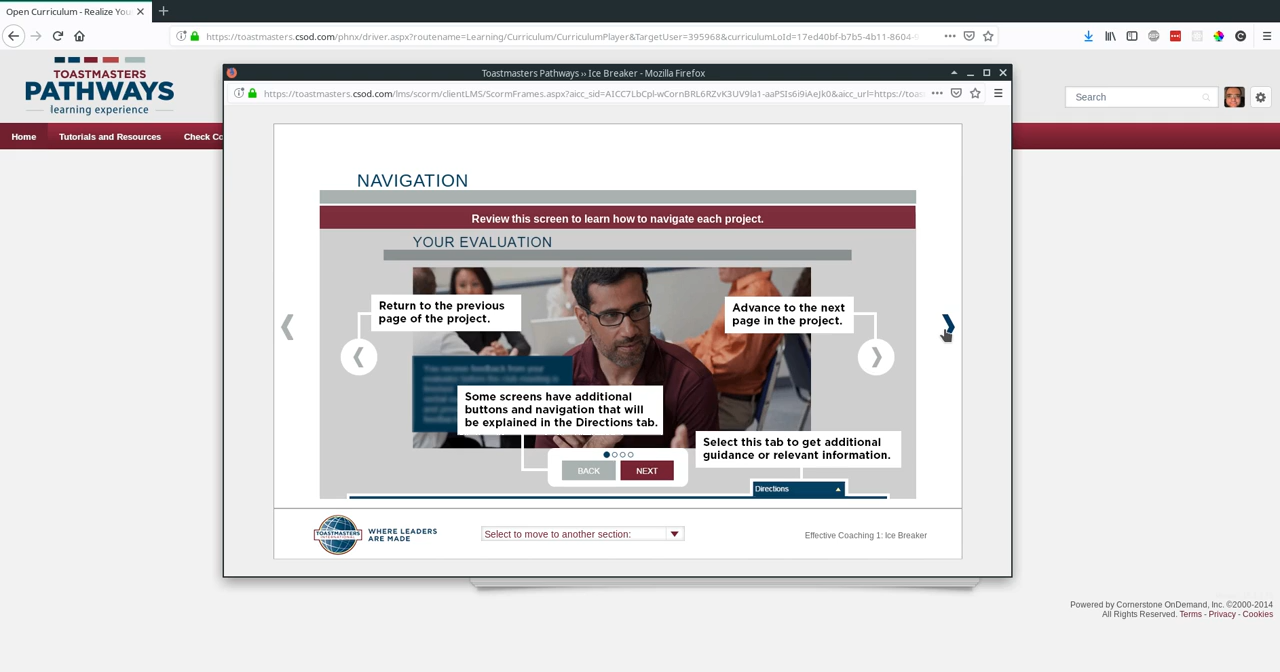 Open Curriculum - Realize You
https://toastmasters.csod.com/phnx/driver.aspx?routename=Learning/Curriculum/CurriculumPlayer&TargetUser=395968&curriculumLoId=17ed40bf-b7b5-4b11-8604-9
TOASTMASTERS
PATHWAYS
learning experience
Search
Home
Tutorials and Resources
Check Co
Toastmasters Pathways ›› Ice Breaker - Mozilla Firefox
https://toastmasters.csod.com/lms/scorm/clientLMS/ScormFrames.aspx?aicc_sid=AICC7LbCpl-wCornBRL6RZvK3UV9la1-aaPSIs6i9iAeJk0&aicc_url=https://toas
NAVIGATION
Review this screen to learn how to navigate each project.
YOUR EVALUATION
Return to the previous
page of the project.
Advance to the next
page in the project.
Some screens have additional
buttons and navigation that will
be explained in the Directions tab.
Select this tab to get additional
guidance or relevant information.
BACK
NEXT
Directions
TOASTMASTERS
INTERNATIONAL
WHERE LEADERS
ARE MADE
Select to move to another section:
Effective Coaching 1: Ice Breaker
Powered by Cornerstone OnDemand, Inc. ©2000-2014
All Rights Reserved. Terms - Privacy - Cookies